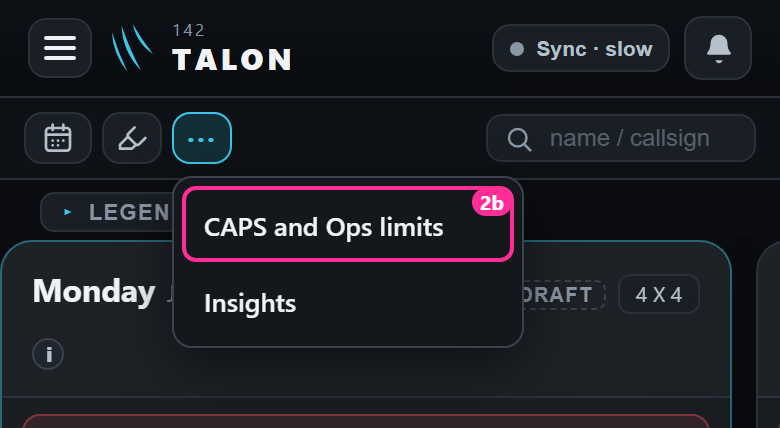 142
TALON
Sync · slow
...
name / callsign
LEGEN
2b
CAPS and Ops limits
Monday
Insights
DRAFT
4 X 4
i